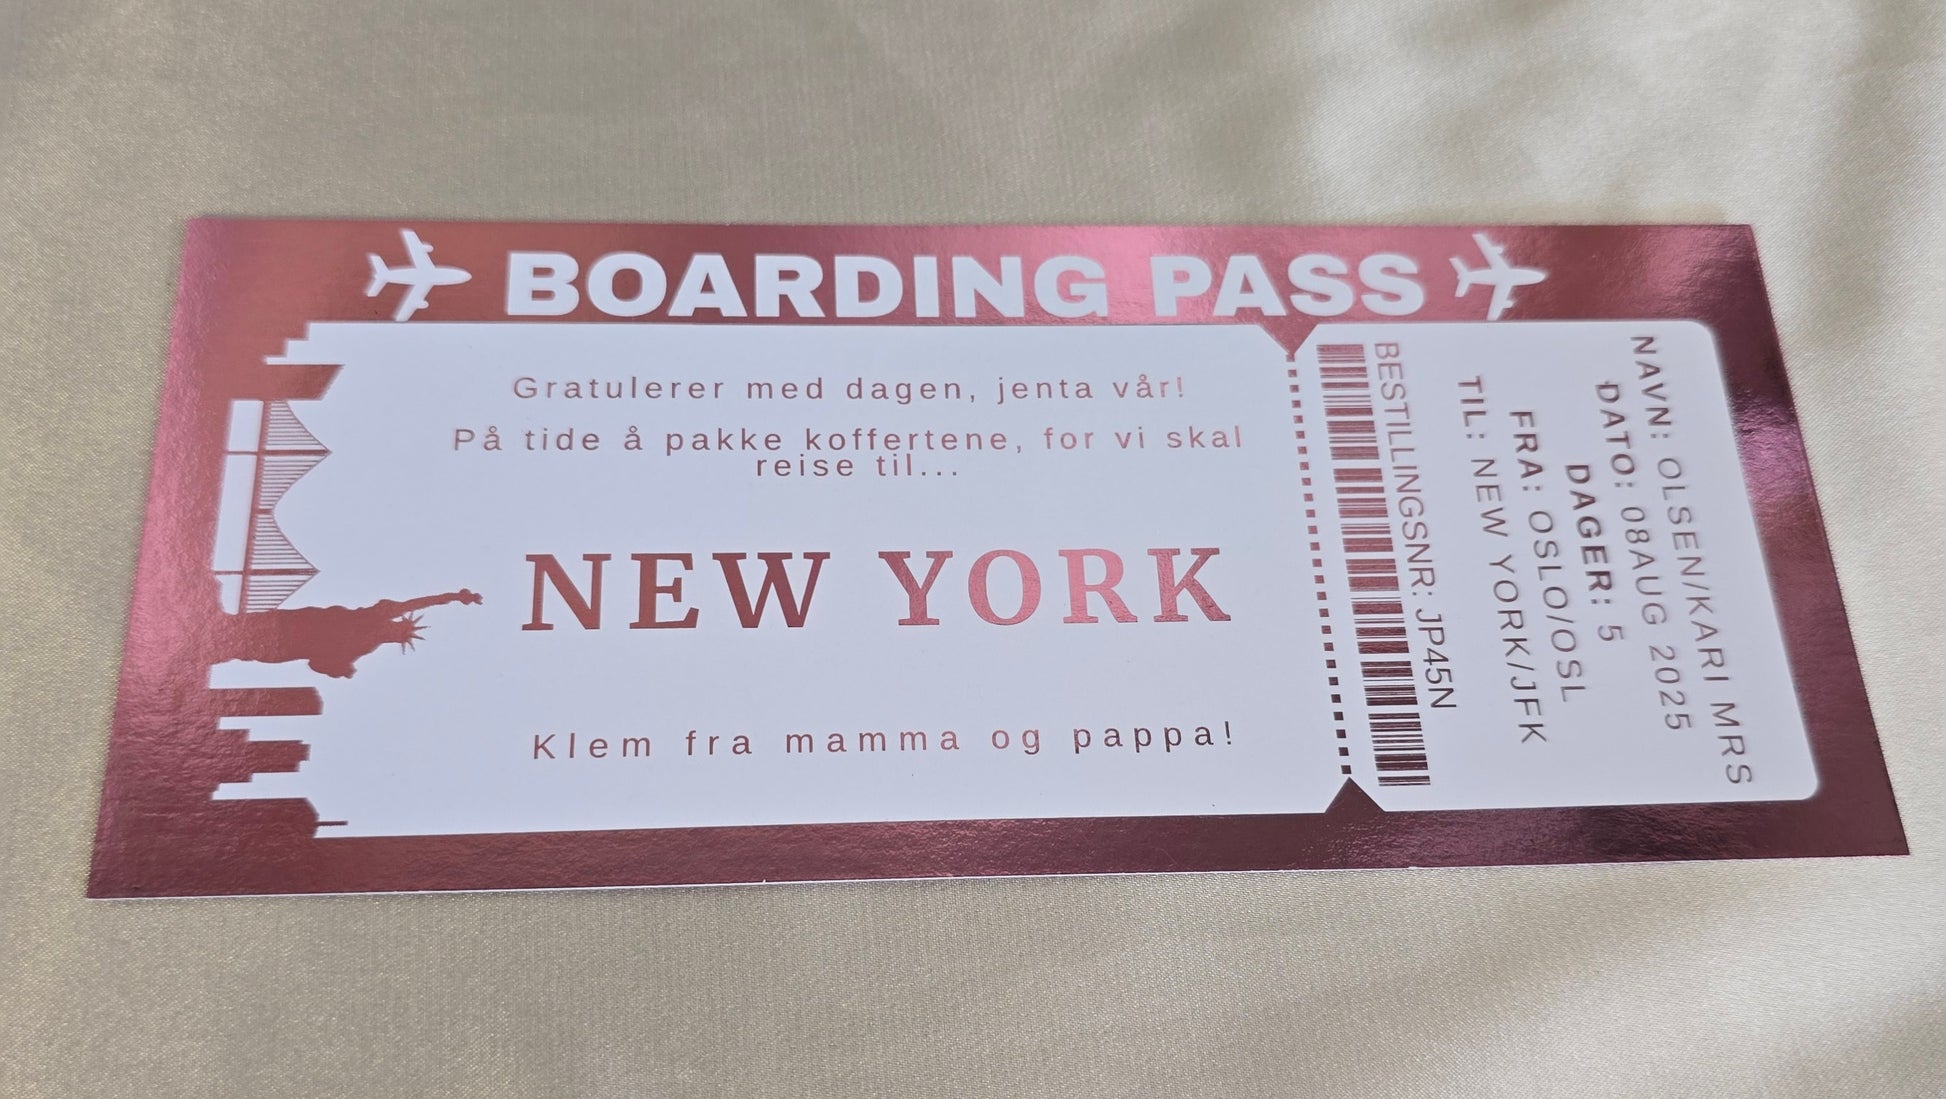 BOARDING PASS
Gratulerer med dagen, jenta vår!
På tide å pakke koffertene, for vi skal
reise til...
NEW YORK
Klem fra mamma og pappa!
NAVN: OLSEN/KARI MRS
DATO: 08AUG 2025
DAGER: 5
FRA: OSLO/OSL
TIL: NEW YORK/JFK
BESTILLINGSNR: JP45N